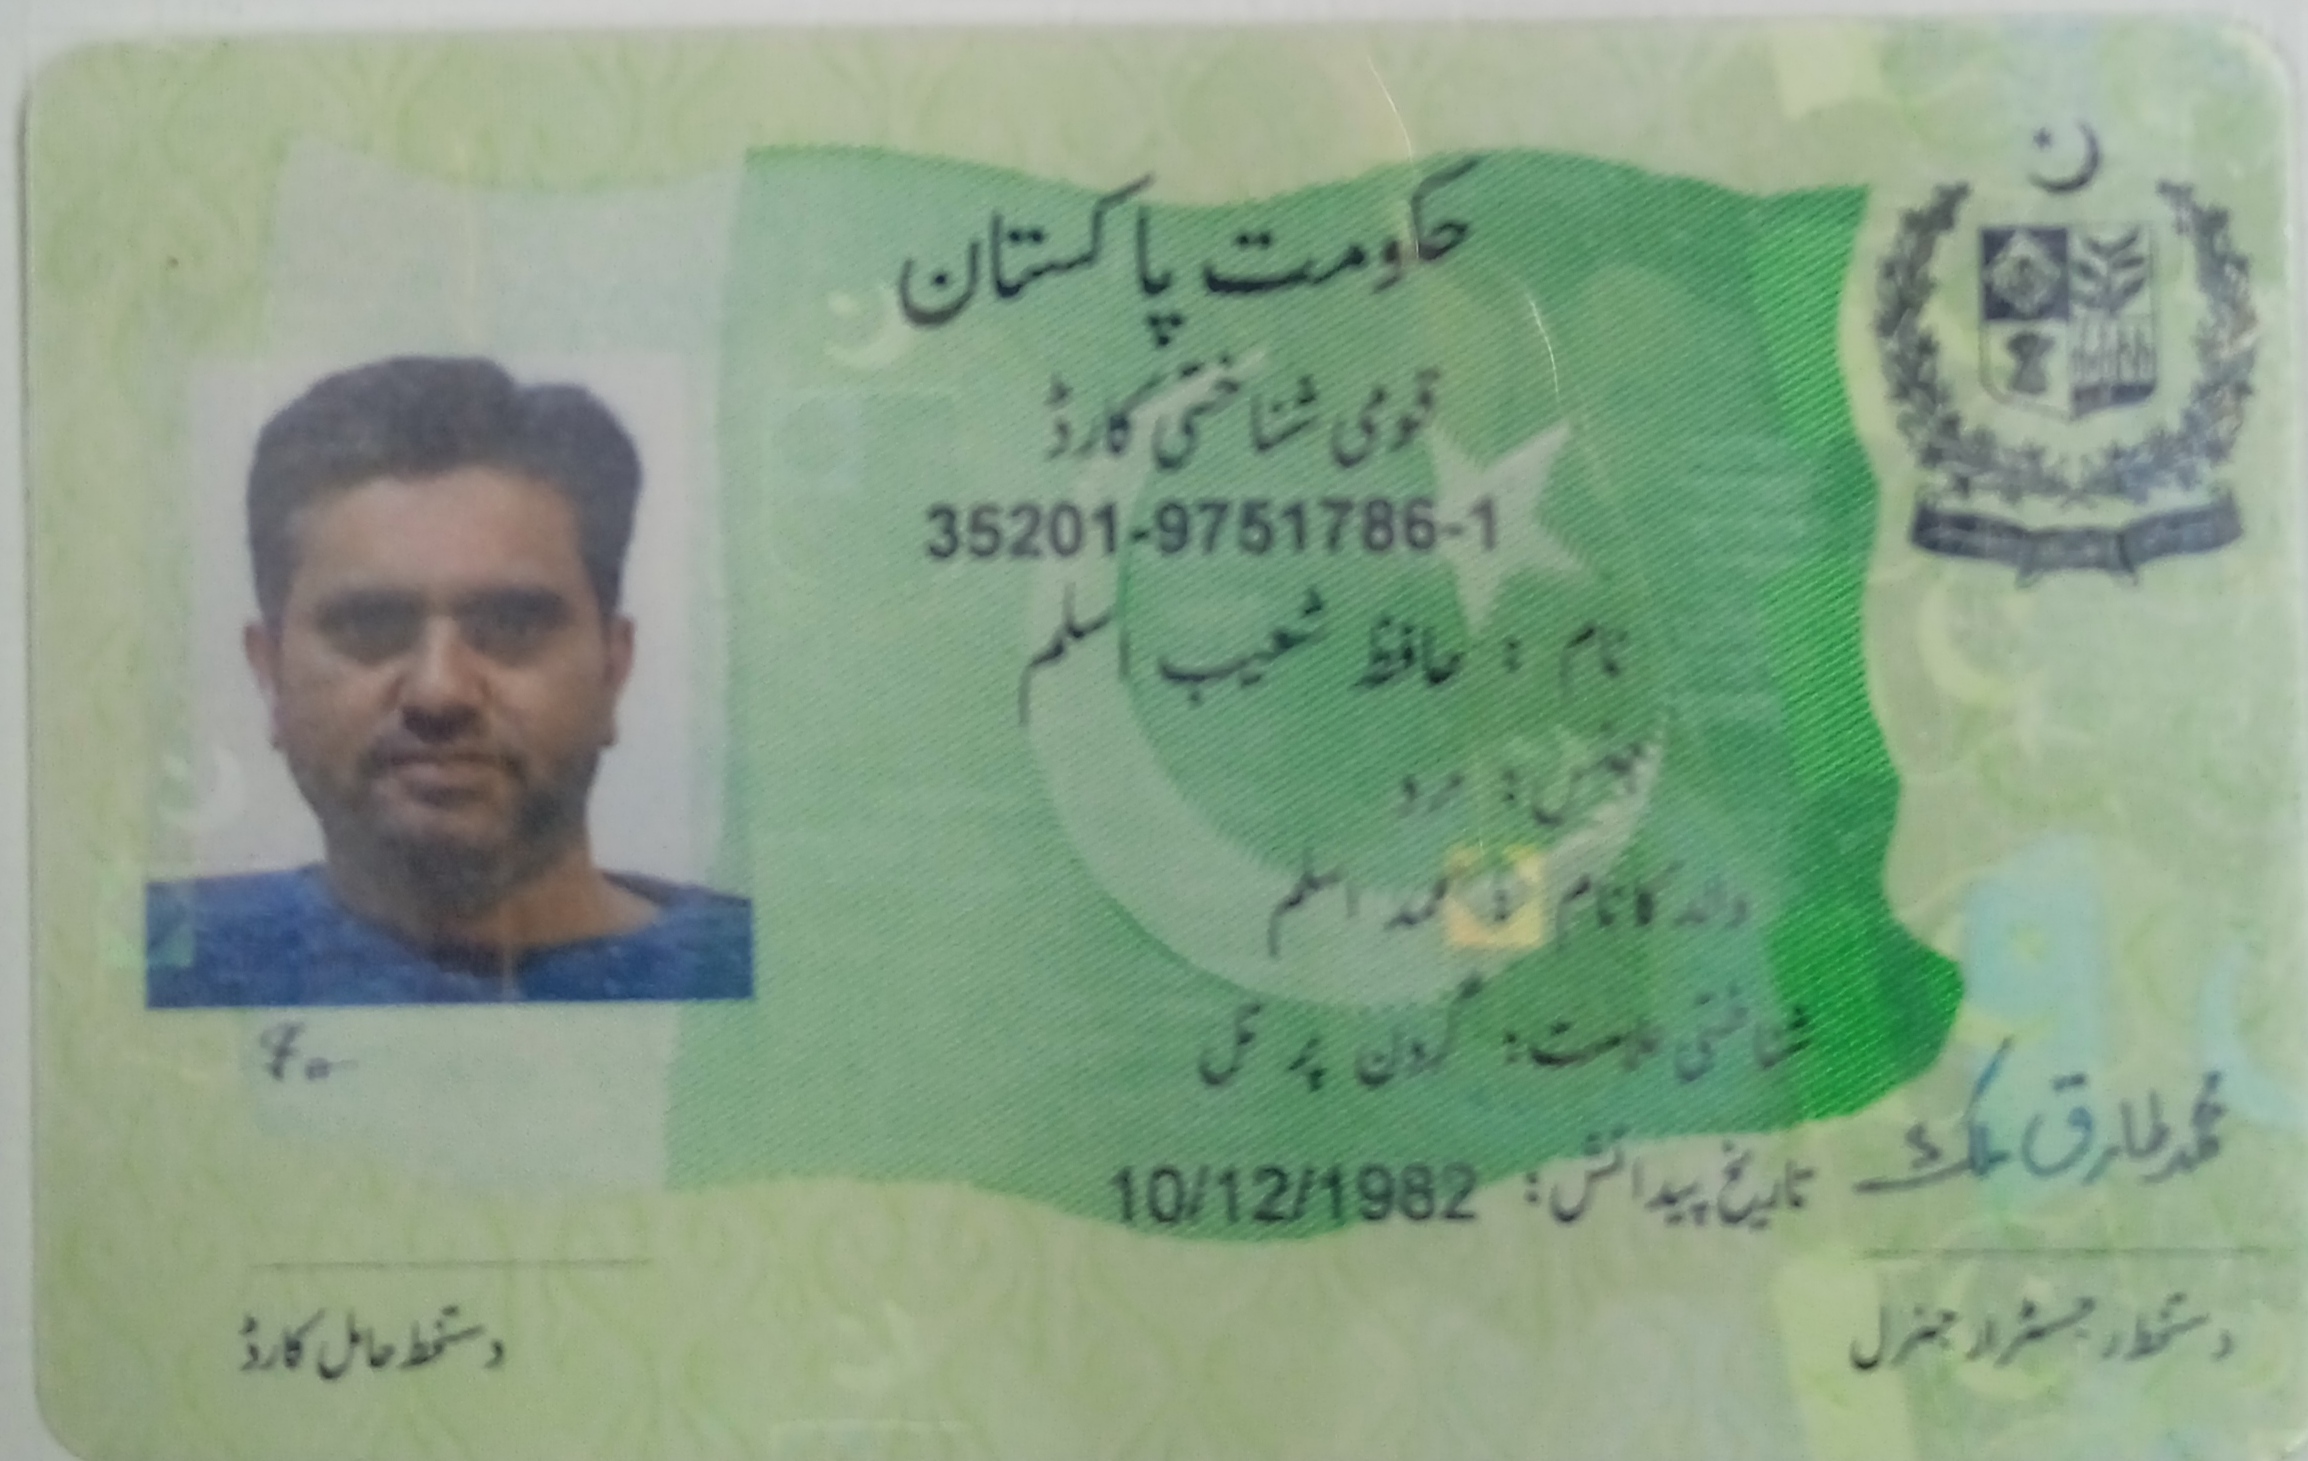 حکومت پاکستان
قومی شناختی کارڈ
35201-9751786-1
نام : حافظ شعیب اسلم
جنس: مرد
والد کا نام : محمد اسلم
شناختی علامت: گردن پر تل
تاریخ پیدائش: 10/12/1982
محمد طارق ملک
دستخط حامل کارڈ
دستخط رجسٹرار جنرل